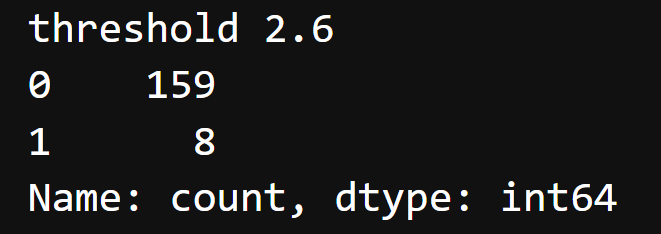 threshold 2.6
0    159
1      8
Name: count, dtype: int64